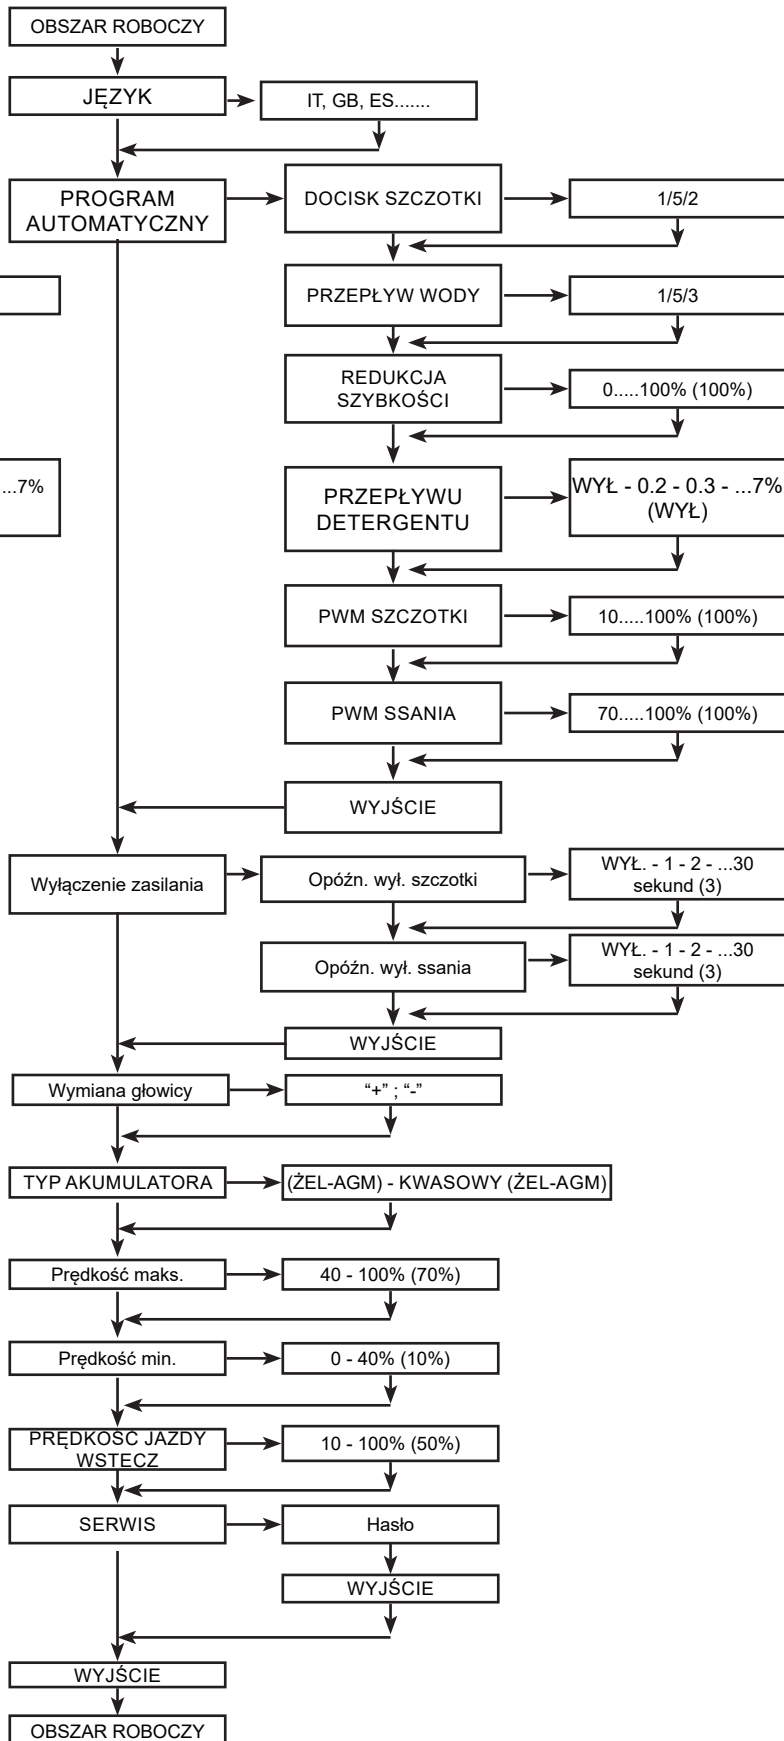 OBSZAR ROBOCZY
JĘZYK
IT, GB, ES.......
PROGRAM
AUTOMATYCZNY
DOCISK SZCZOTKI
1/5/2
PRZEPŁYW WODY
1/5/3
REDUKCJA
SZYBKOŚCI
0.....100% (100%)
...7%
PRZEPŁYWU
DETERGENTU
WYŁ - 0.2 - 0.3 - ...7%
(WYŁ)
PWM SZCZOTKI
10.....100% (100%)
PWM SSANIA
70.....100% (100%)
WYJŚCIE
Wyłączenie zasilania
Opóźn. wył. szczotki
WYŁ. - 1 - 2 - ...30
sekund (3)
Opóźn. wył. ssania
WYŁ. - 1 - 2 - ...30
sekund (3)
WYJŚCIE
Wymiana głowicy
“+” ; “-”
TYP AKUMULATORA
(ŻEL-AGM) - KWASOWY (ŻEL-AGM)
Prędkość maks.
40 - 100% (70%)
Prędkość min.
0 - 40% (10%)
PRĘDKOŚĆ JAZDY
WSTECZ
10 - 100% (50%)
SERWIS
Hasło
WYJŚCIE
WYJŚCIE
OBSZAR ROBOCZY